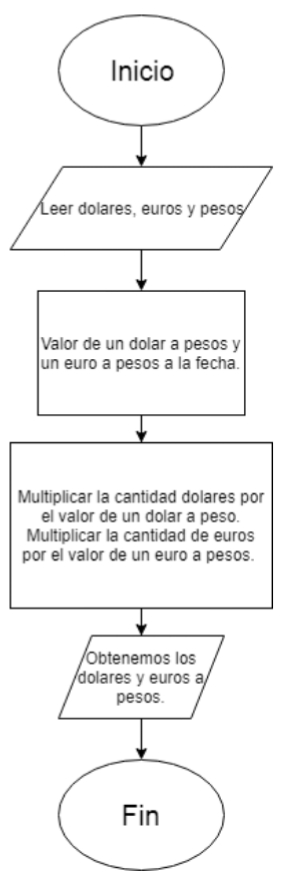 Inicio
Leer dolares, euros y pesos
Valor de un dolar a pesos y
un euro a pesos a la fecha.
Multiplicar la cantidad dolares por
el valor de un dolar a peso.
Multiplicar la cantidad de euros
por el valor de un euro a pesos.
Obtenemos los
dolares y euros a
pesos.
Fin